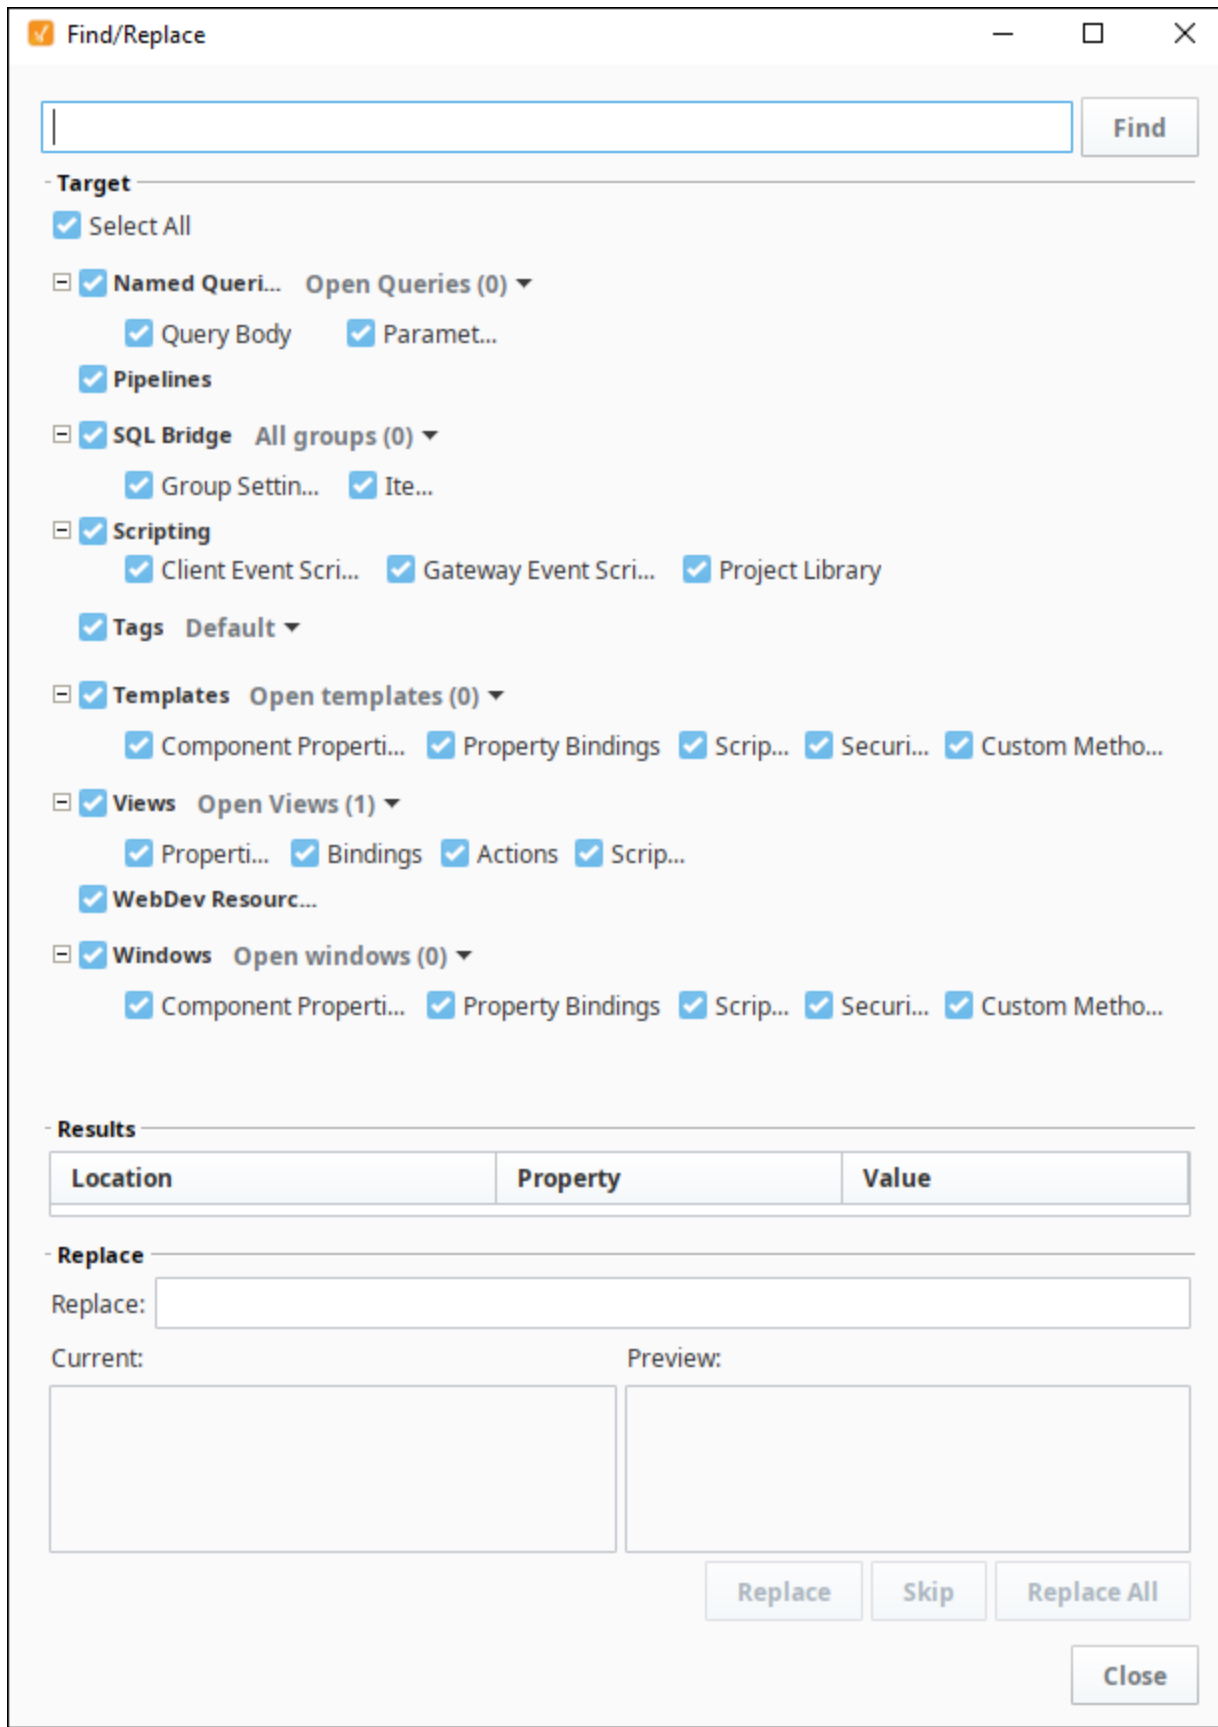 Find/Replace
Find
Target
Select All
Named Queri... Open Queries (0)
Query Body Paramet...
Pipelines
SQL Bridge All groups (0)
Group Settin... Ite...
Scripting
Client Event Scri... Gateway Event Scri... Project Library
Tags Default
Templates Open templates (0)
Component Properti... Property Bindings Scrip... Securi... Custom Metho...
Views Open Views (1)
Properti... Bindings Actions Scrip...
WebDev Resourc...
Windows Open windows (0)
Component Properti... Property Bindings Scrip... Securi... Custom Metho...
Results
Location Property Value
Replace
Replace:
Current: Preview:
Replace Skip Replace All
Close